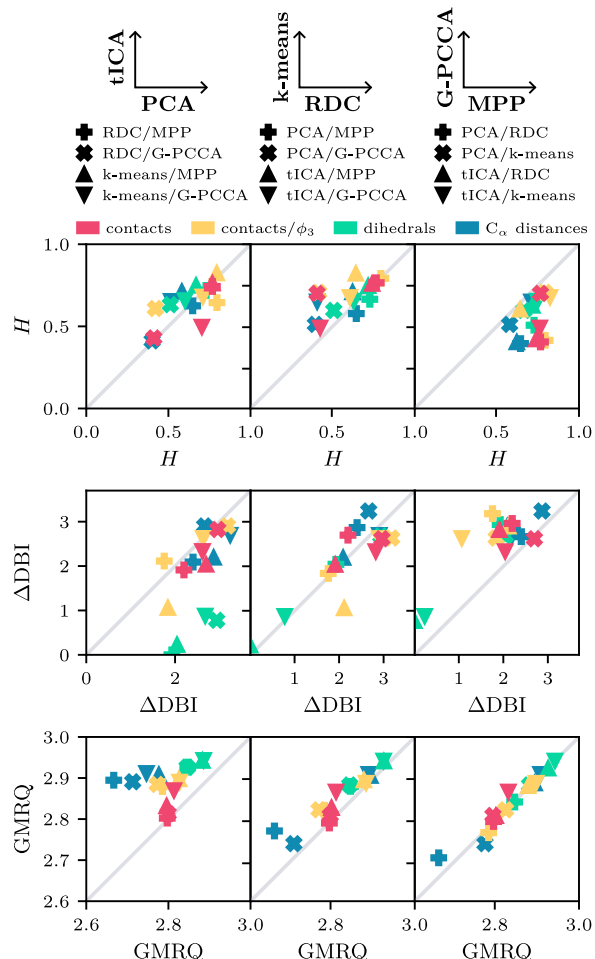 tICA
PCA
k-means
RDC
G-PCCA
MPP
RDC/MPP
RDC/G-PCCA
k-means/MPP
k-means/G-PCCA
PCA/MPP
PCA/G-PCCA
tICA/MPP
tICA/G-PCCA
PCA/RDC
PCA/k-means
tICA/RDC
tICA/k-means
contacts contacts/ϕ₃ dihedrals Cα distances
1.0
0.5
0.0
H
0.0 0.5 1.0 0.5 1.0 0.5 1.0
H H H
3
2
1
0
ΔDBI
0 2 1 2 3 1 2 3
ΔDBI ΔDBI ΔDBI
3.0
2.9
2.8
2.7
2.6
GMRQ
2.6 2.8 3.0 2.8 3.0 2.8 3.0
GMRQ GMRQ GMRQ